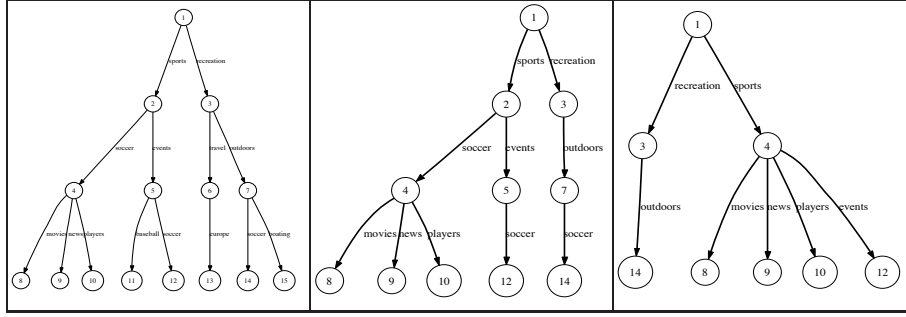 1
sports recreation
2 3
soccer events travel outdoors
4 5 6 7
movies news players baseball soccer europe soccer boating
8 9 10 11 12 13 14 15
1
sports recreation
2 3
soccer events outdoors
4 5 7
movies news players soccer soccer
8 9 10 12 14
1
recreation sports
3 4
outdoors movies news players events
14 8 9 10 12